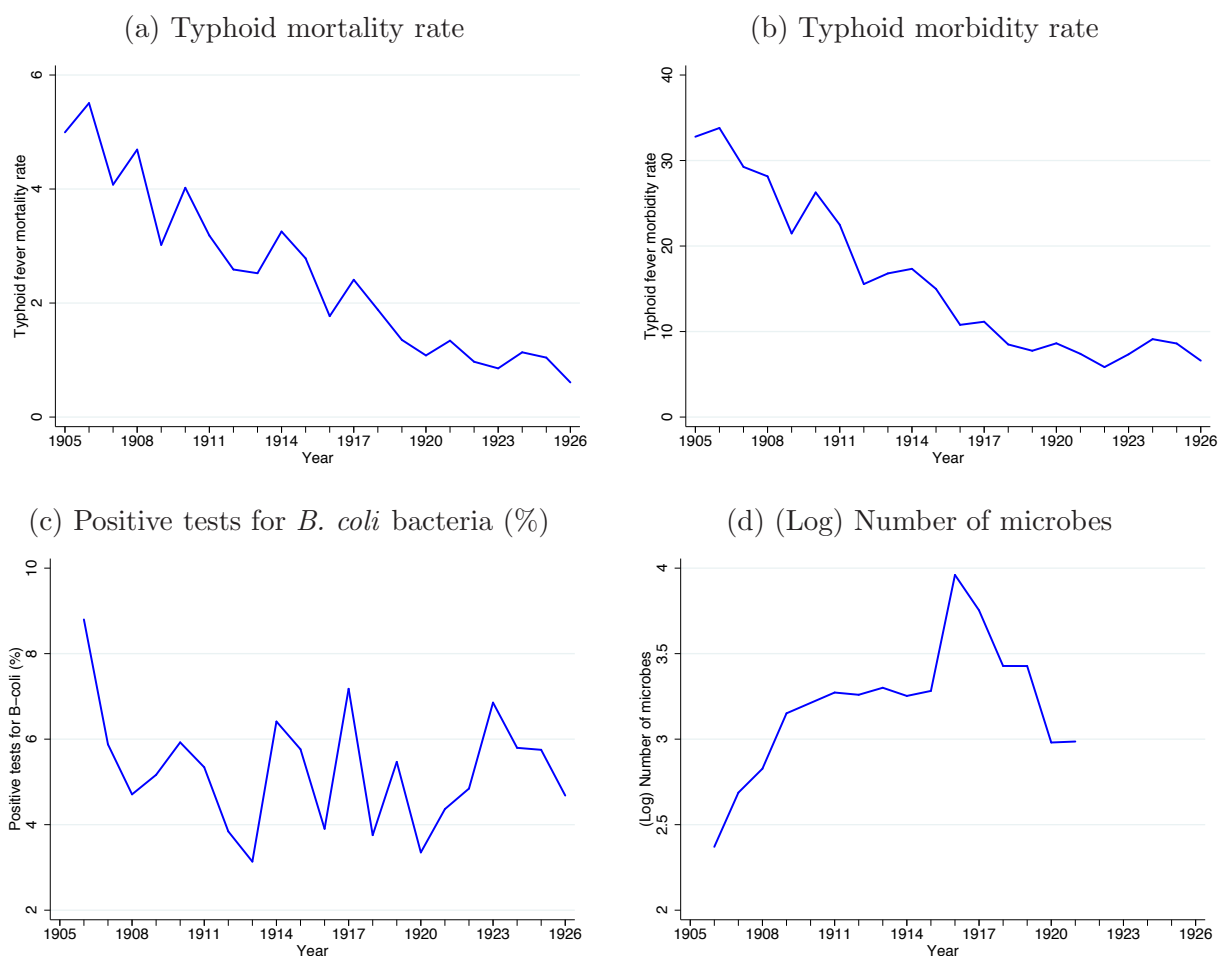 (a) Typhoid mortality rate
Typhoid fever mortality rate
6
4
2
0
1905 1908 1911 1914 1917 1920 1923 1926
Year
(b) Typhoid morbidity rate
Typhoid fever morbidity rate
40
30
20
10
0
1905 1908 1911 1914 1917 1920 1923 1926
Year
(c) Positive tests for B. coli bacteria (%)
Positive tests for B−coli (%)
10
8
6
4
2
1905 1908 1911 1914 1917 1920 1923 1926
Year
(d) (Log) Number of microbes
(Log) Number of microbes
4
3.5
3
2.5
2
1905 1908 1911 1914 1917 1920 1923 1926
Year